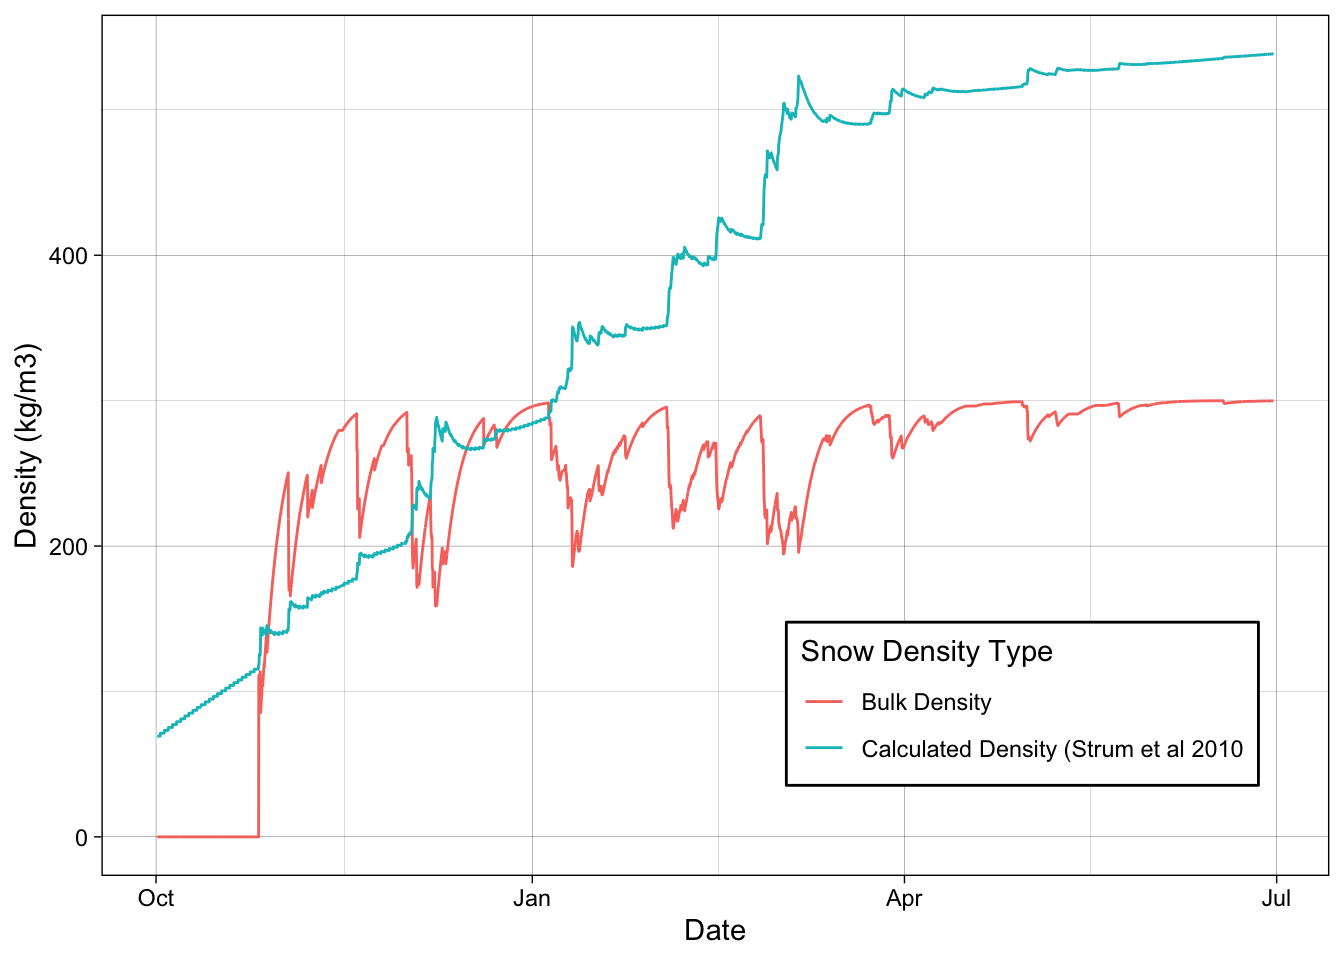 Density (kg/m3)
400
200
0
Snow Density Type
Bulk Density
Calculated Density (Strum et al 2010
Oct
Jan
Apr
Jul
Date